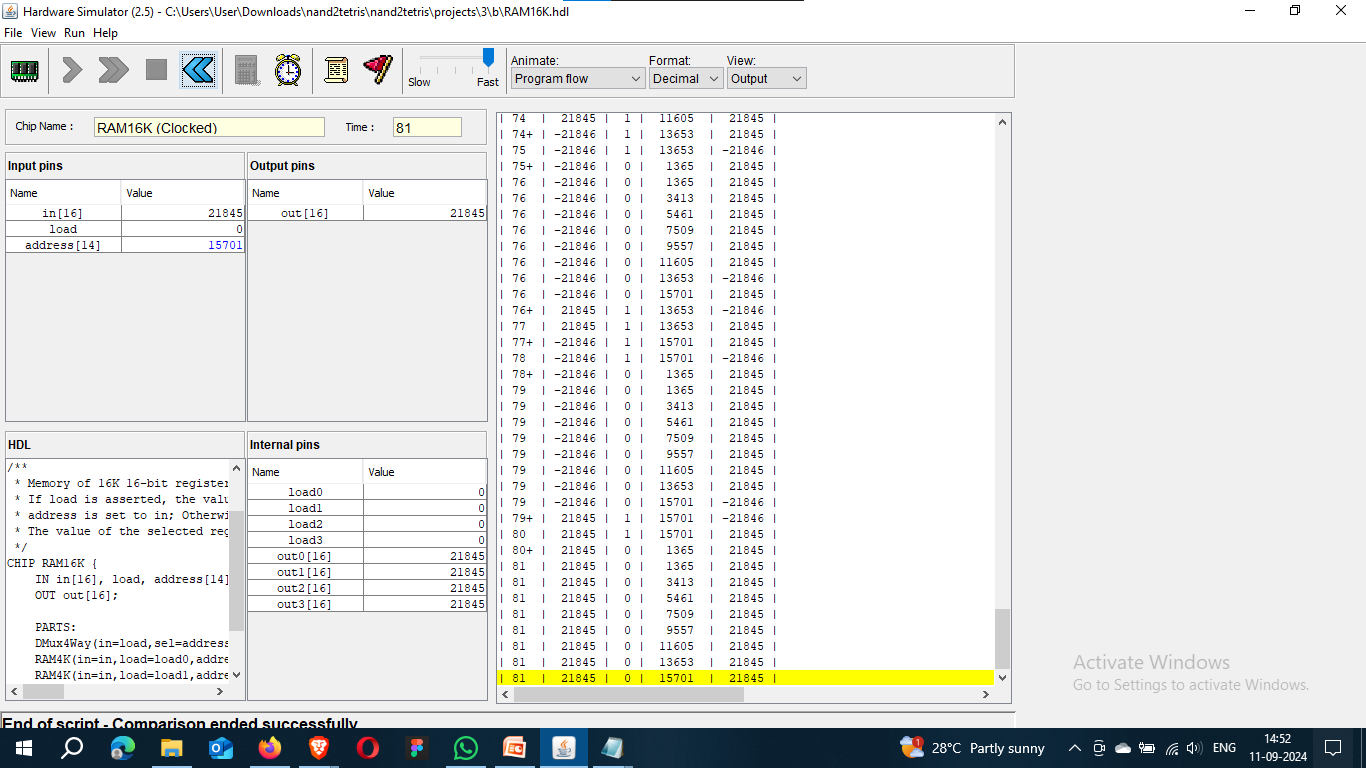 Hardware Simulator (2.5) - C:\Users\User\Downloads\nand2tetris\nand2tetris\projects\3\b\RAM16K.hdl
File View Run Help
Slow Fast
Animate: Format: View:
Program flow Decimal Output
Chip Name : RAM16K (Clocked) Time : 81
Input pins
Name Value
in[16] 21845
load 0
address[14] 15701
Output pins
Name Value
out[16] 21845
HDL
/**
* Memory of 16K 16-bit register
* If load is asserted, the valu
* address is set to in; Otherwi
* The value of the selected reg
*/
CHIP RAM16K {
IN in[16], load, address[14]
OUT out[16];
PARTS:
DMux4Way(in=load,sel=address
RAM4K(in=in,load=load0,addre
RAM4K(in=in,load=load1,addre
Internal pins
Name Value
load0 0
load1 0
load2 0
load3 0
out0[16] 21845
out1[16] 21845
out2[16] 21845
out3[16] 21845
| 74 | 21845 | 1 | 11605 | 21845 |
| 74+ | -21846 | 1 | 13653 | 21845 |
| 75 | -21846 | 1 | 13653 | -21846 |
| 75+ | -21846 | 0 | 1365 | 21845 |
| 76 | -21846 | 0 | 1365 | 21845 |
| 76 | -21846 | 0 | 3413 | 21845 |
| 76 | -21846 | 0 | 5461 | 21845 |
| 76 | -21846 | 0 | 7509 | 21845 |
| 76 | -21846 | 0 | 9557 | 21845 |
| 76 | -21846 | 0 | 11605 | 21845 |
| 76 | -21846 | 0 | 13653 | -21846 |
| 76 | -21846 | 0 | 15701 | 21845 |
| 76+ | 21845 | 1 | 13653 | -21846 |
| 77 | 21845 | 1 | 13653 | 21845 |
| 77+ | -21846 | 1 | 15701 | 21845 |
| 78 | -21846 | 1 | 15701 | -21846 |
| 78+ | -21846 | 0 | 1365 | 21845 |
| 79 | -21846 | 0 | 1365 | 21845 |
| 79 | -21846 | 0 | 3413 | 21845 |
| 79 | -21846 | 0 | 5461 | 21845 |
| 79 | -21846 | 0 | 7509 | 21845 |
| 79 | -21846 | 0 | 9557 | 21845 |
| 79 | -21846 | 0 | 11605 | 21845 |
| 79 | -21846 | 0 | 13653 | 21845 |
| 79 | -21846 | 0 | 15701 | -21846 |
| 79+ | 21845 | 1 | 15701 | -21846 |
| 80 | 21845 | 1 | 15701 | 21845 |
| 80+ | 21845 | 0 | 1365 | 21845 |
| 81 | 21845 | 0 | 1365 | 21845 |
| 81 | 21845 | 0 | 3413 | 21845 |
| 81 | 21845 | 0 | 5461 | 21845 |
| 81 | 21845 | 0 | 7509 | 21845 |
| 81 | 21845 | 0 | 9557 | 21845 |
| 81 | 21845 | 0 | 11605 | 21845 |
| 81 | 21845 | 0 | 13653 | 21845 |
| 81 | 21845 | 0 | 15701 | 21845 |
End of script - Comparison ended successfully
Activate Windows
Go to Settings to activate Windows.
1
28°C Partly sunny
ENG
14:52
11-09-2024